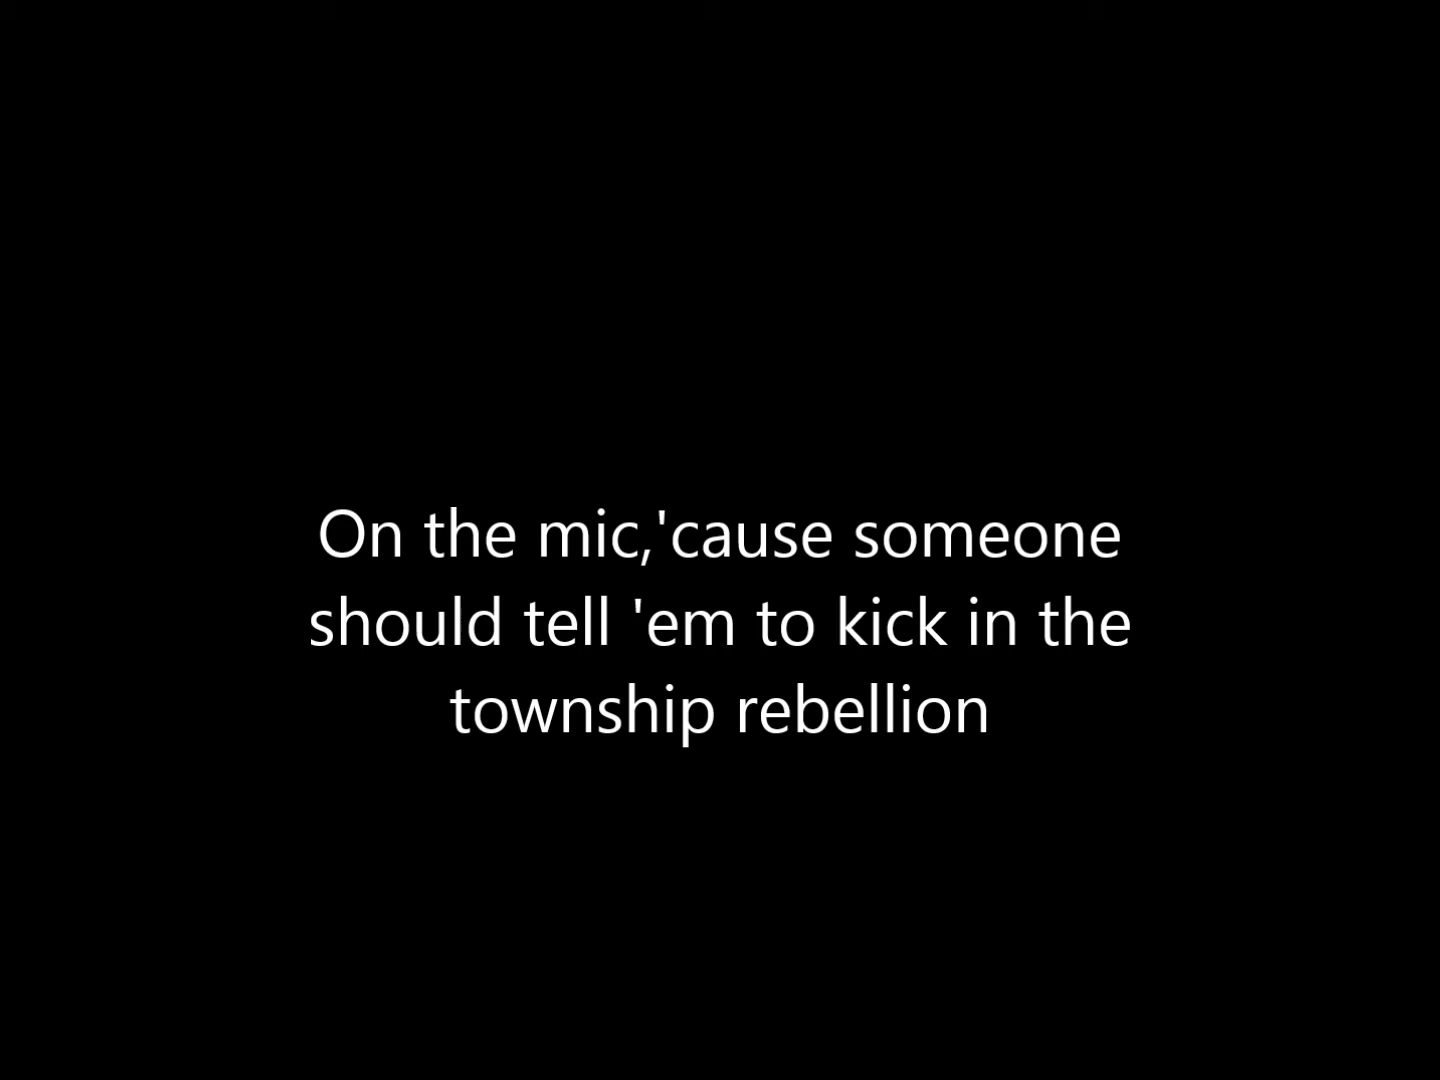 On the mic,'cause someone
should tell 'em to kick in the
township rebellion